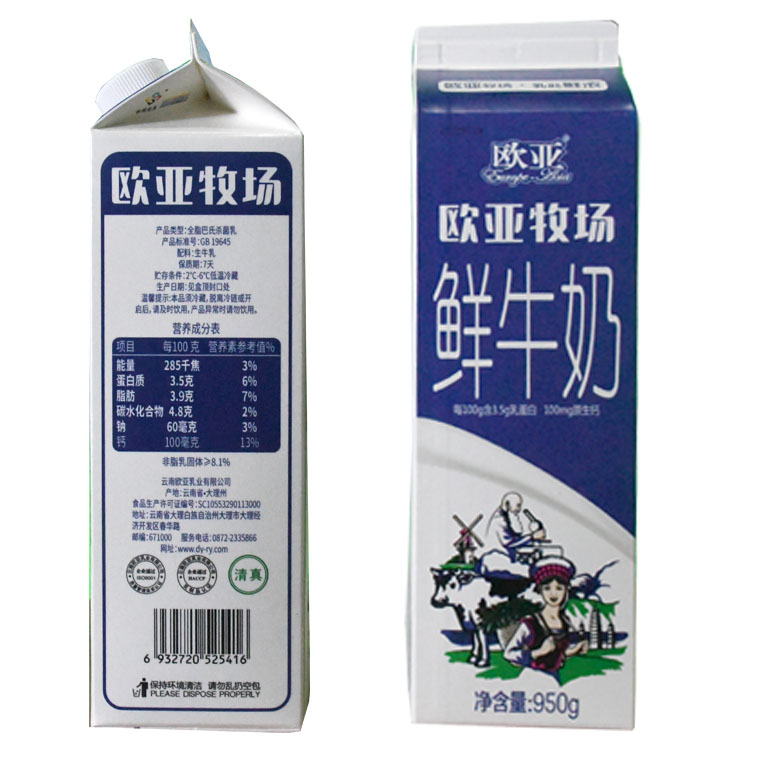 欧亚牧场
产品类型:全脂巴氏杀菌乳
产品标准号:GB 19645
配料:生牛乳
保质期:7天
贮存条件:2°C-6°C低温冷藏
生产日期:见盒顶封口处
温馨提示:本品须冷藏,脱离冷链或开
启后,请及时饮用,产品异常时请勿饮用。
营养成分表
项目 每100克 营养素参考值%
能量 285千焦 3%
蛋白质 3.5克 6%
脂肪 3.9克 7%
碳水化合物 4.8克 2%
钠 60毫克 3%
钙 100毫克 13%
非脂乳固体≥8.1%
云南欧亚乳业有限公司
产地:云南省·大理州
食品生产许可证编号:SC10553290113000
地址:云南省大理白族自治州大理市大理经
济开发区春华路
邮编:671000 服务电话:0872-2335866
网址:www.dy-ry.com
企业通过
ISO9001
企业通过
HACCP
清真
6 932720 525416
保持环境清洁 请勿乱扔空包
PLEASE DISPOSE PROPERLY
欧亚牧场
欧亚®
Europe-Asia
欧亚牧场
鲜牛奶
每100g含3.5g乳蛋白 100mg原生钙
净含量:950g